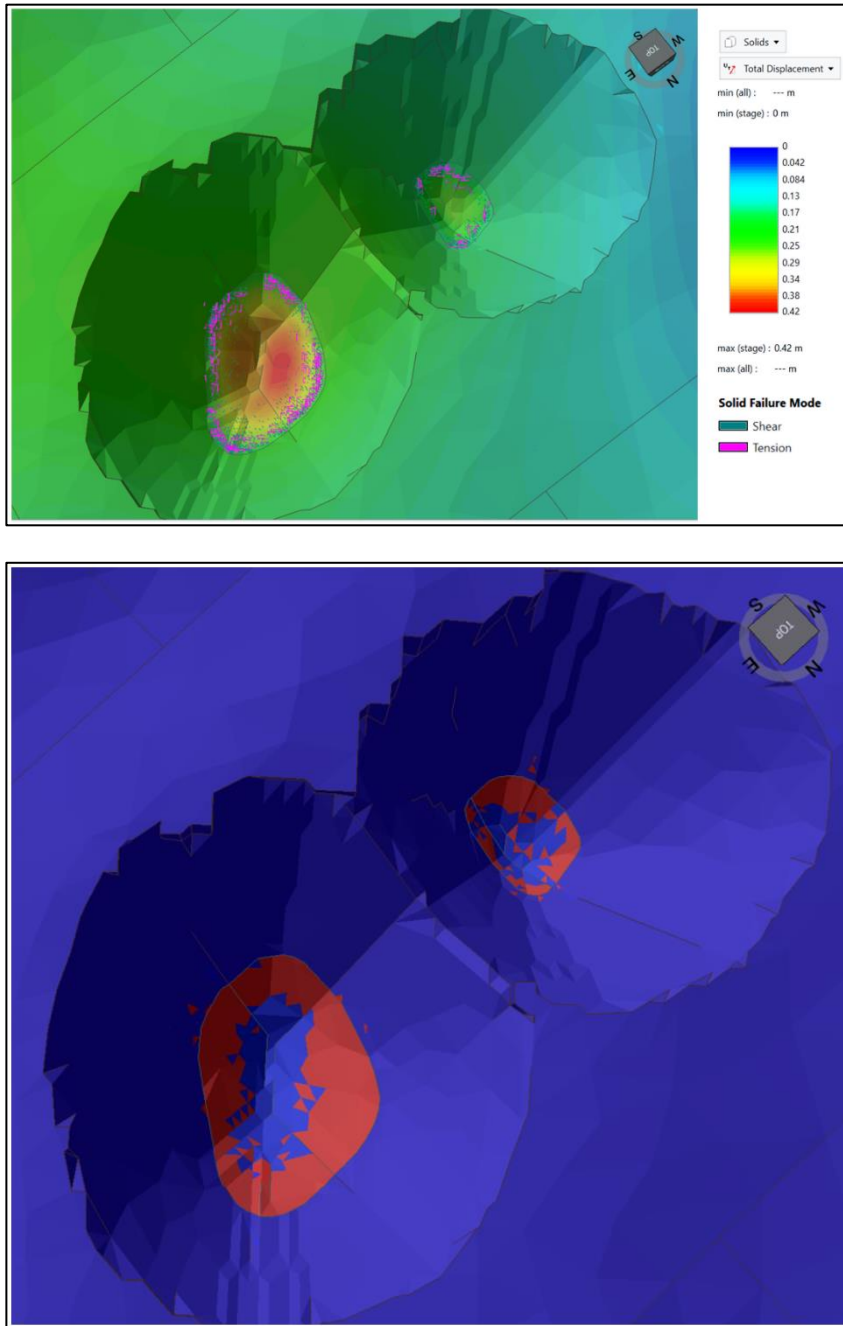 S
W
TOP
E
N
Solids
Total Displacement
min (all) : --- m
min (stage) : 0 m
0
0.042
0.084
0.13
0.17
0.21
0.25
0.29
0.34
0.38
0.42
max (stage) : 0.42 m
max (all) : --- m
Solid Failure Mode
Shear
Tension
S
W
TOP
E
N